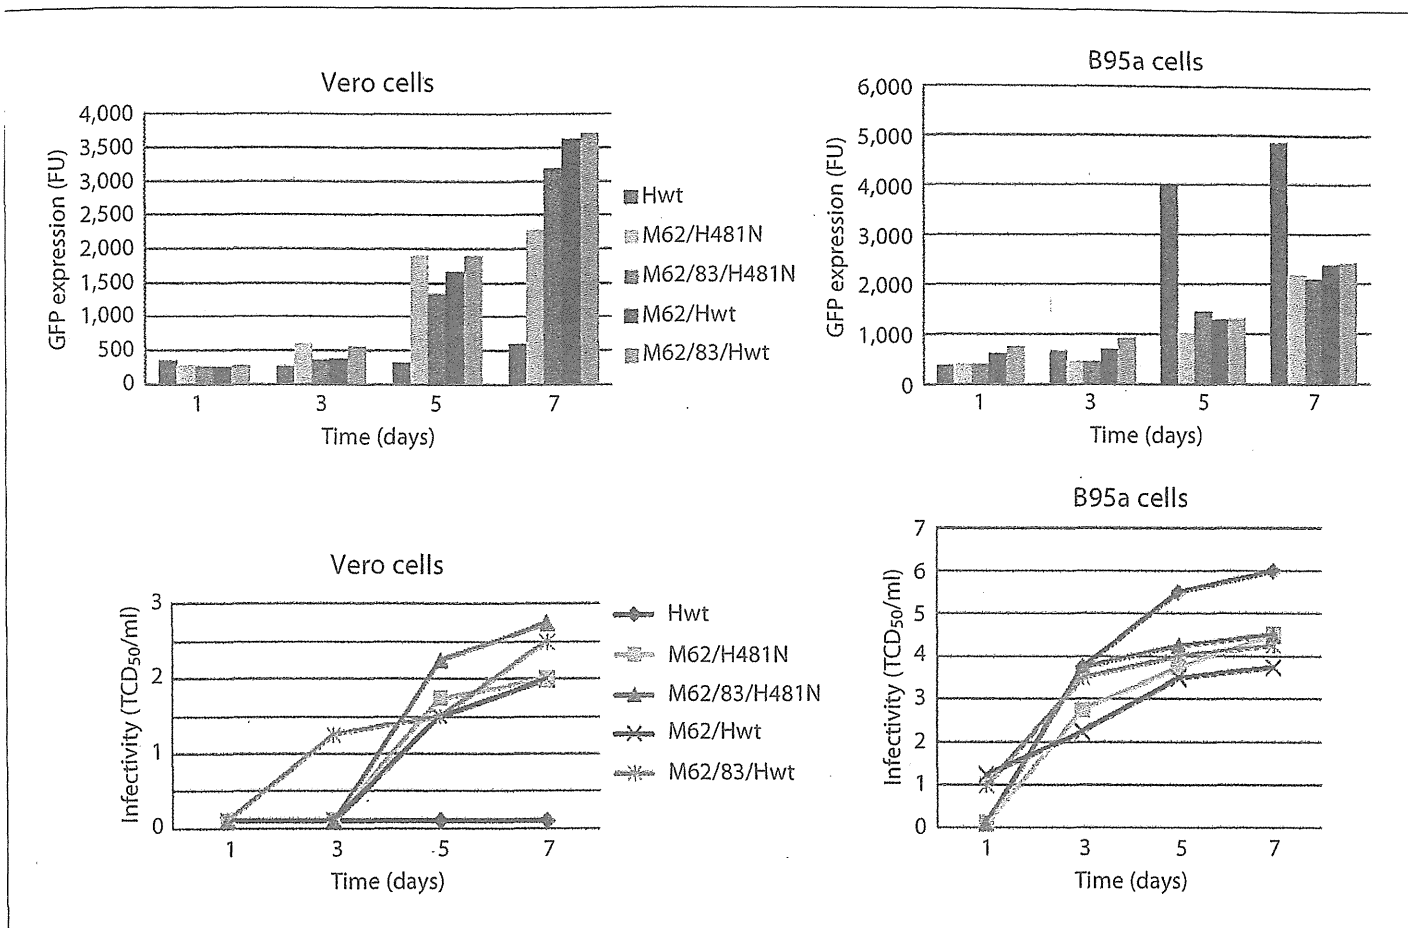 Vero cells
4,000
3,500
3,000
2,500
2,000
1,500
1,000
500
0
GFP expression (FU)
1 3 5 7
Time (days)
Hwt
M62/H481N
M62/83/H481N
M62/Hwt
M62/83/Hwt
B95a cells
6,000
5,000
4,000
3,000
2,000
1,000
0
GFP expression (FU)
1 3 5 7
Time (days)
Vero cells
3
2
1
0
Infectivity (TCD50/ml)
1 3 5 7
Time (days)
Hwt
M62/H481N
M62/83/H481N
M62/Hwt
M62/83/Hwt
B95a cells
7
6
5
4
3
2
1
0
Infectivity (TCD50/ml)
1 3 5 7
Time (days)